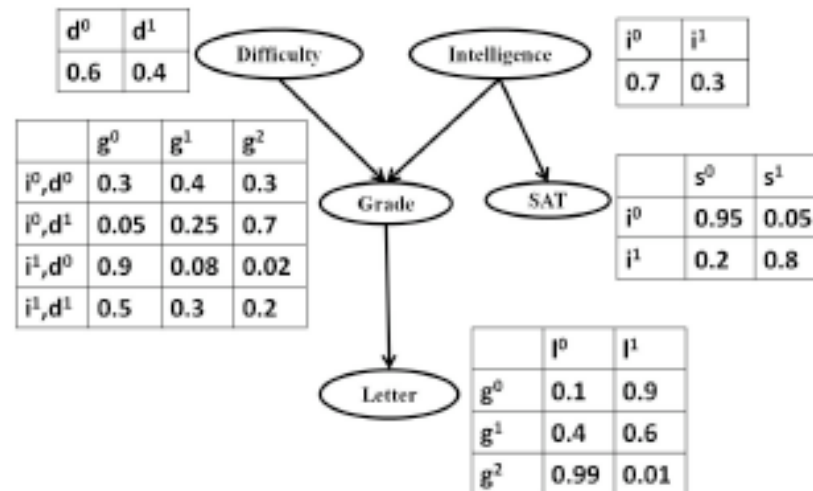 d⁰ d¹
0.6 0.4
Difficulty
Intelligence
i⁰ i¹
0.7 0.3
g⁰ g¹ g²
i⁰,d⁰ 0.3 0.4 0.3
i⁰,d¹ 0.05 0.25 0.7
i¹,d⁰ 0.9 0.08 0.02
i¹,d¹ 0.5 0.3 0.2
Grade
SAT
s⁰ s¹
i⁰ 0.95 0.05
i¹ 0.2 0.8
Letter
l⁰ l¹
g⁰ 0.1 0.9
g¹ 0.4 0.6
g² 0.99 0.01